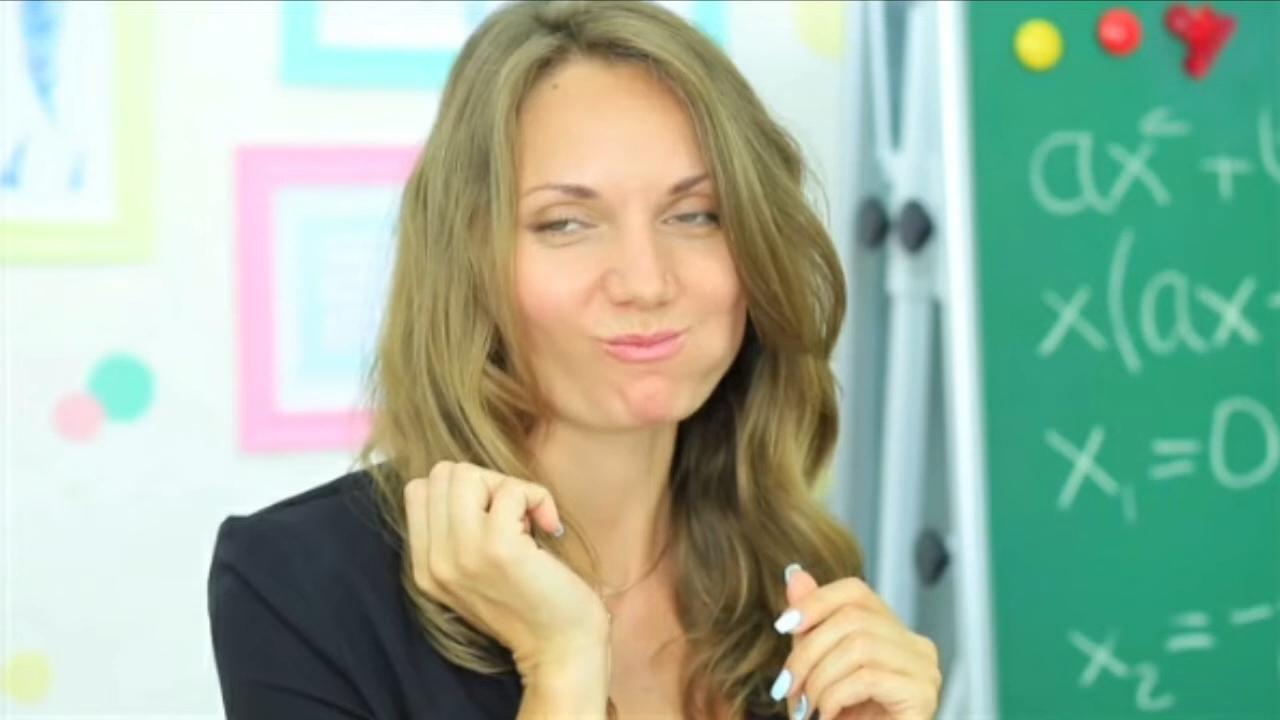 ax² +
x(ax
x₁ = 0
x₂ = -